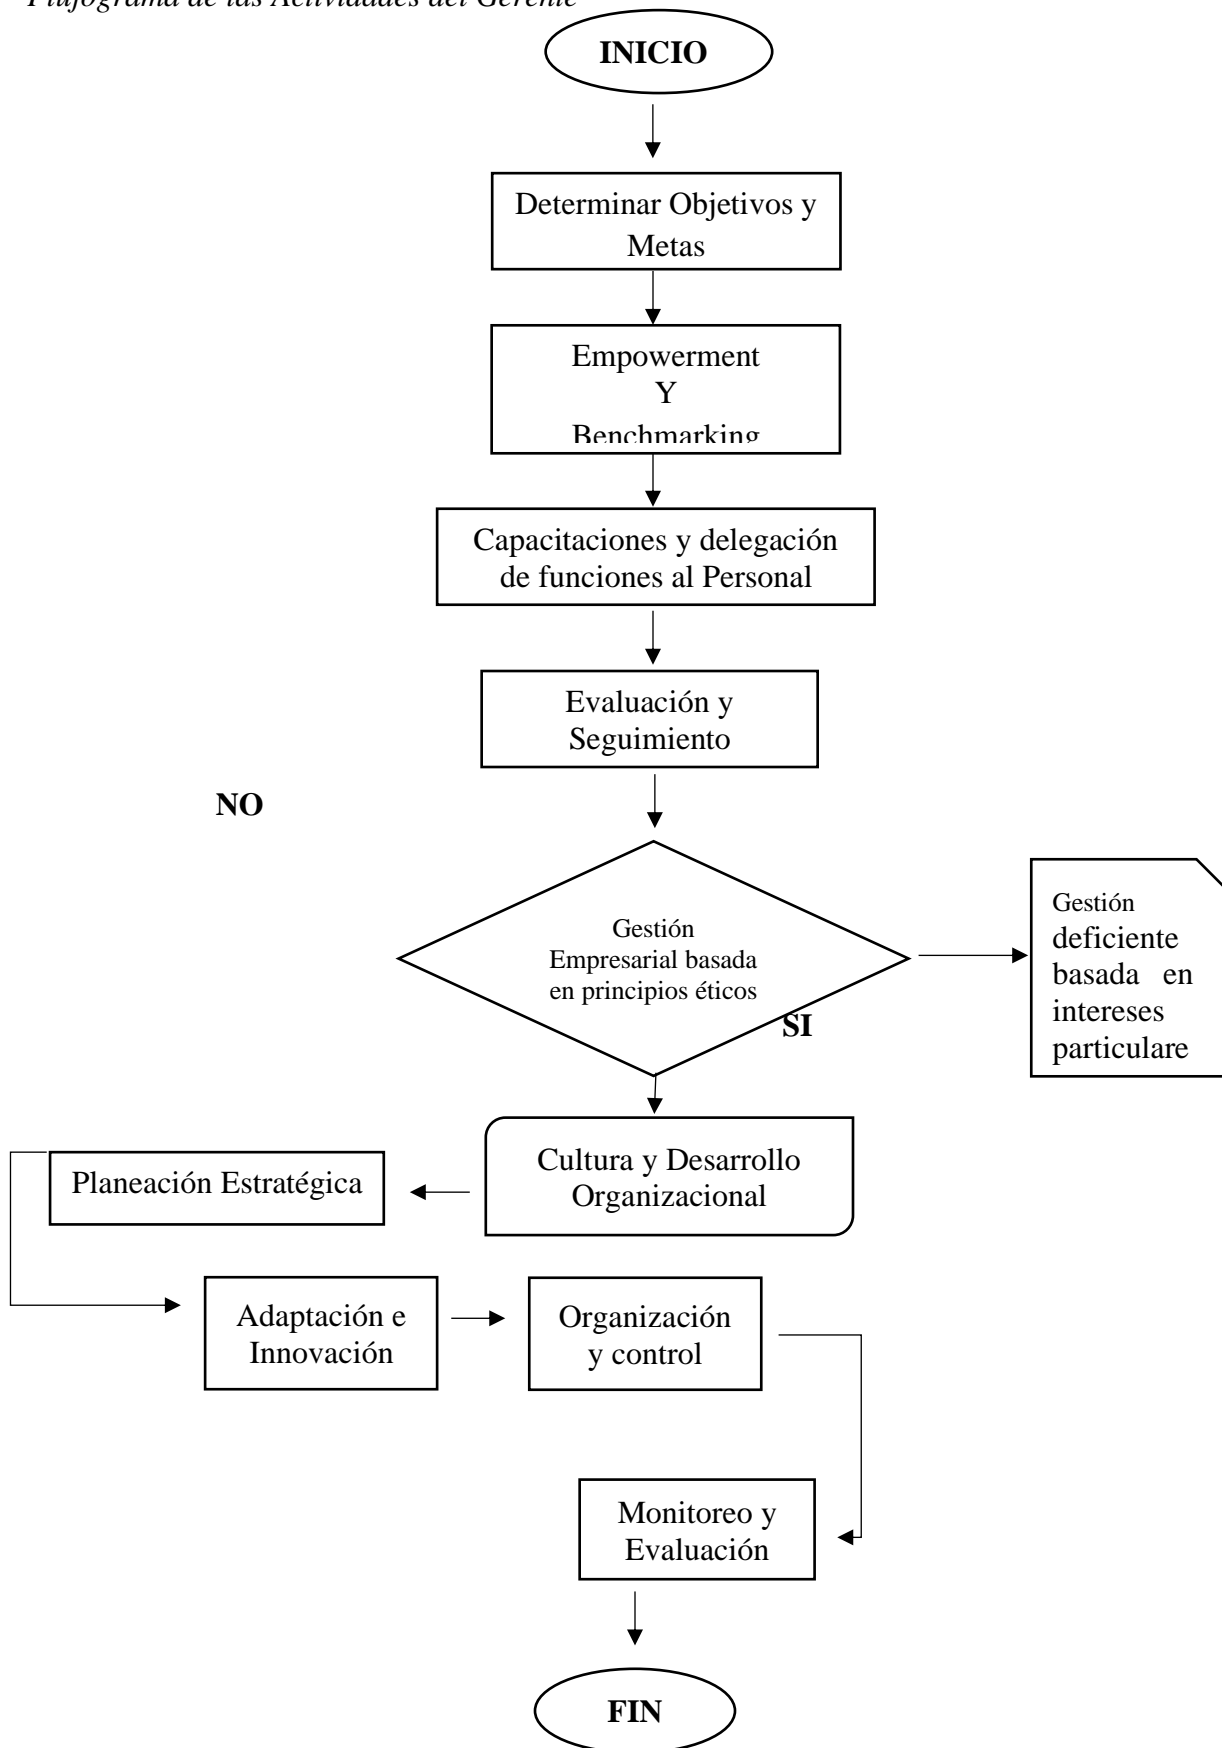 Flujograma de las Actividades del Gerente
INICIO
Determinar Objetivos y
Metas
Empowerment
Y
Benchmarking
Capacitaciones y delegación
de funciones al Personal
Evaluación y
Seguimiento
NO
Gestión
Empresarial basada
en principios éticos
Gestión
deficiente
basada en
intereses
particulare
SI
Cultura y Desarrollo
Organizacional
Planeación Estratégica
Adaptación e
Innovación
Organización
y control
Monitoreo y
Evaluación
FIN